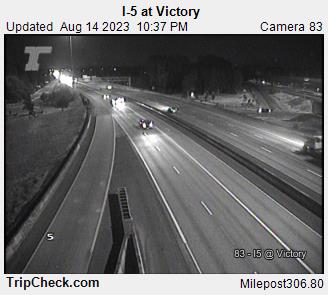 I-5 at Victory
Updated Aug 14 2023 10:37 PM Camera 83
T
S
83 - I5 @ Victory
TripCheck.com Milepost306.80